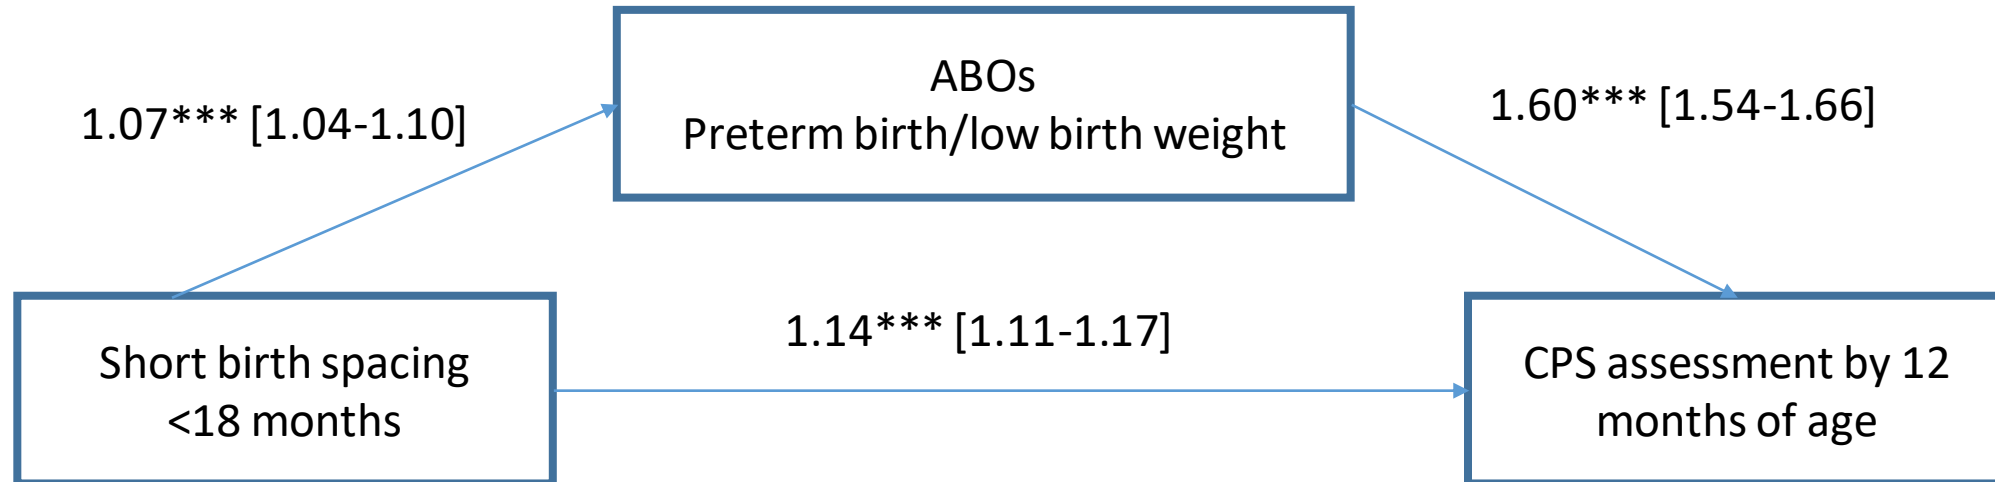 ABOs
Preterm birth/low birth weight
1.07*** [1.04-1.10]
1.60*** [1.54-1.66]
1.14*** [1.11-1.17]
Short birth spacing
<18 months
CPS assessment by 12
months of age